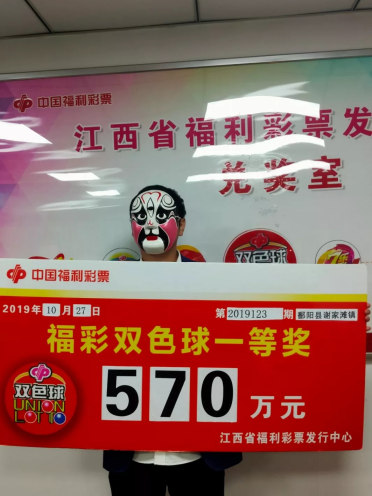 中国福利彩票
江西省福利彩票发
兑奖室
双色球
中国福利彩票
2019年10月27日
第2019123期 鄱阳县谢家滩镇
福彩双色球一等奖
双色球
UNION
LOTTO
570万元
江西省福利彩票发行中心